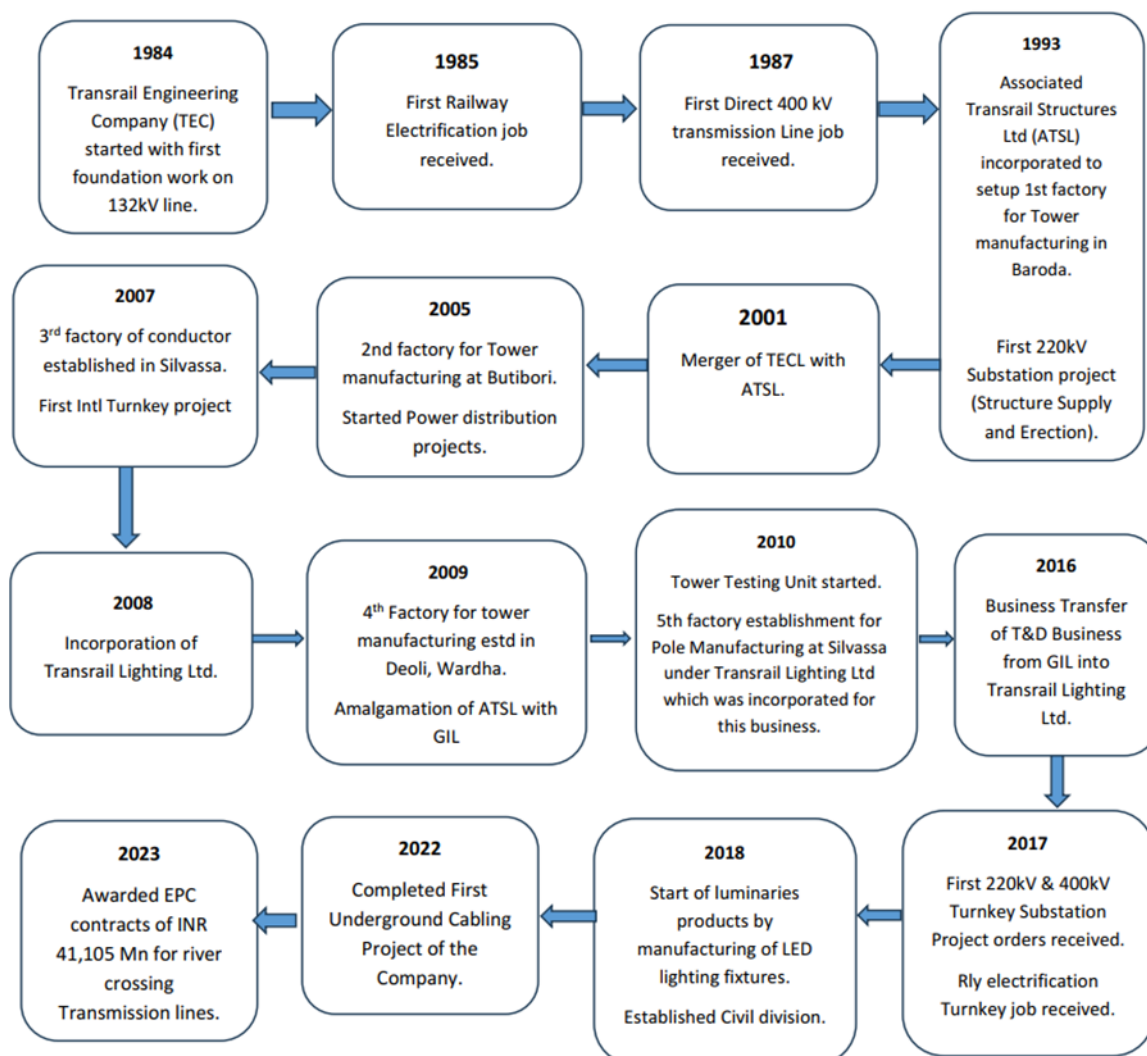 1984
Transrail Engineering
Company (TEC)
started with first
foundation work on
132kV line.
1985
First Railway
Electrification job
received.
1987
First Direct 400 kV
transmission Line job
received.
1993
Associated
Transrail Structures
Ltd (ATSL)
incorporated to
setup 1st factory
for Tower
manufacturing in
Baroda.
First 220kV
Substation project
(Structure Supply
and Erection).
2001
Merger of TECL with
ATSL.
2005
2nd factory for Tower
manufacturing at Butibori.
Started Power distribution
projects.
2007
3rd factory of conductor
established in Silvassa.
First Intl Turnkey project
2008
Incorporation of
Transrail Lighting Ltd.
2009
4th Factory for tower
manufacturing estd in
Deoli, Wardha.
Amalgamation of ATSL with
GIL
2010
Tower Testing Unit started.
5th factory establishment for
Pole Manufacturing at Silvassa
under Transrail Lighting Ltd
which was incorporated for
this business.
2016
Business Transfer
of T&D Business
from GIL into
Transrail Lighting
Ltd.
2017
First 220kV & 400kV
Turnkey Substation
Project orders received.
Rly electrification
Turnkey job received.
2018
Start of luminaries
products by
manufacturing of LED
lighting fixtures.
Established Civil division.
2022
Completed First
Underground Cabling
Project of the
Company.
2023
Awarded EPC
contracts of INR
41,105 Mn for river
crossing
Transmission lines.